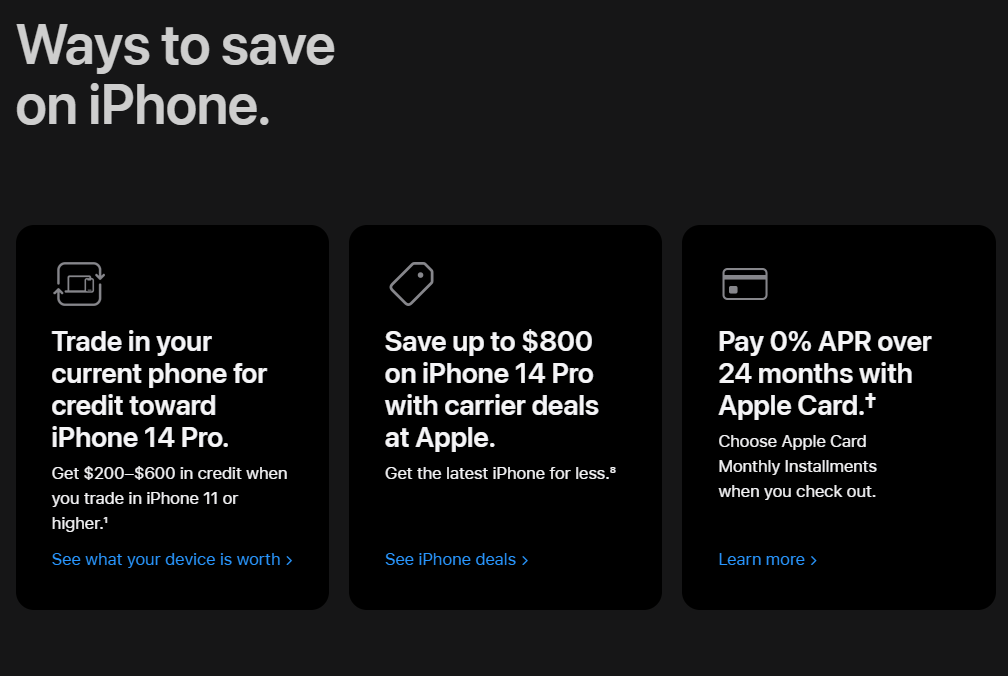 Ways to save
on iPhone.
Trade in your
current phone for
credit toward
iPhone 14 Pro.
Get $200–$600 in credit when
you trade in iPhone 11 or
higher.¹
See what your device is worth >
Save up to $800
on iPhone 14 Pro
with carrier deals
at Apple.
Get the latest iPhone for less.⁸
See iPhone deals >
Pay 0% APR over
24 months with
Apple Card.†
Choose Apple Card
Monthly Installments
when you check out.
Learn more >